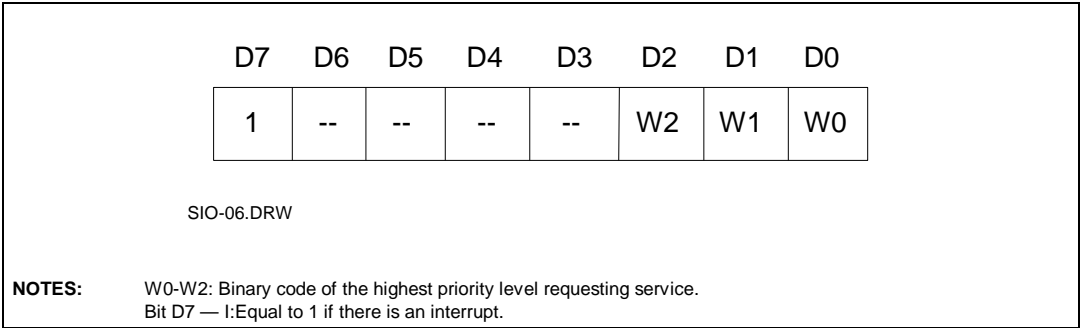 D7 D6 D5 D4 D3 D2 D1 D0
1 -- -- -- -- W2 W1 W0
SIO-06.DRW
NOTES: W0-W2: Binary code of the highest priority level requesting service.
Bit D7 — I:Equal to 1 if there is an interrupt.